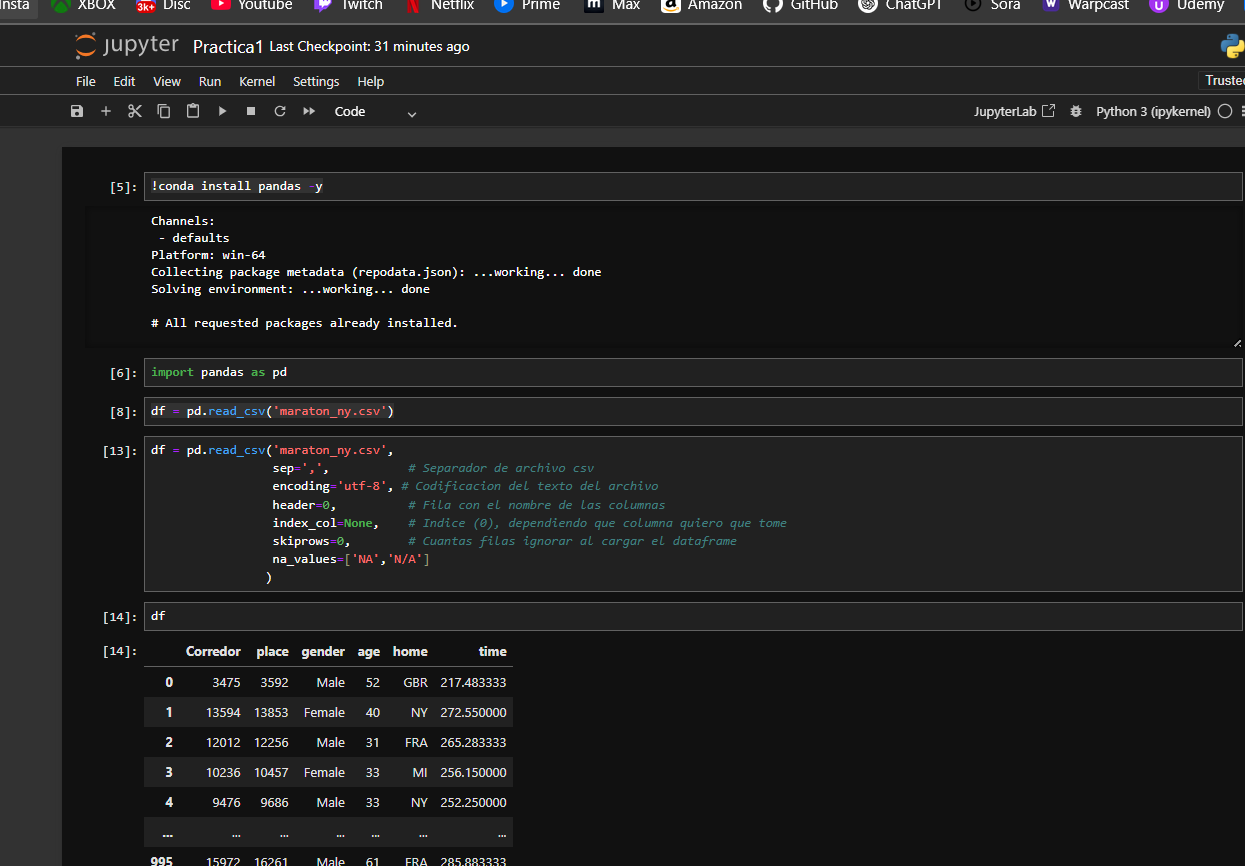 Insta XBOX 3k+ Disc Youtube Twitch Netflix Prime m Max a Amazon GitHub ChatGPT Sora W Warpcast U Udemy
jupyter Practica1 Last Checkpoint: 31 minutes ago
File Edit View Run Kernel Settings Help
Trusted
Code
JupyterLab Python 3 (ipykernel)
[5]: !conda install pandas -y
Channels:
- defaults
Platform: win-64
Collecting package metadata (repodata.json): ...working... done
Solving environment: ...working... done
# All requested packages already installed.
[6]: import pandas as pd
[8]: df = pd.read_csv('maraton_ny.csv')
[13]: df = pd.read_csv('maraton_ny.csv',
sep=',', # Separador de archivo csv
encoding='utf-8', # Codificacion del texto del archivo
header=0, # Fila con el nombre de las columnas
index_col=None, # Indice (0), dependiendo que columna quiero que tome
skiprows=0, # Cuantas filas ignorar al cargar el dataframe
na_values=['NA','N/A']
)
[14]: df
[14]: Corredor place gender age home time
0 3475 3592 Male 52 GBR 217.483333
1 13594 13853 Female 40 NY 272.550000
2 12012 12256 Male 31 FRA 265.283333
3 10236 10457 Female 33 MI 256.150000
4 9476 9686 Male 33 NY 252.250000
... ... ... ... ... ... ...
995 15972 16261 Male 61 FRA 285.883333